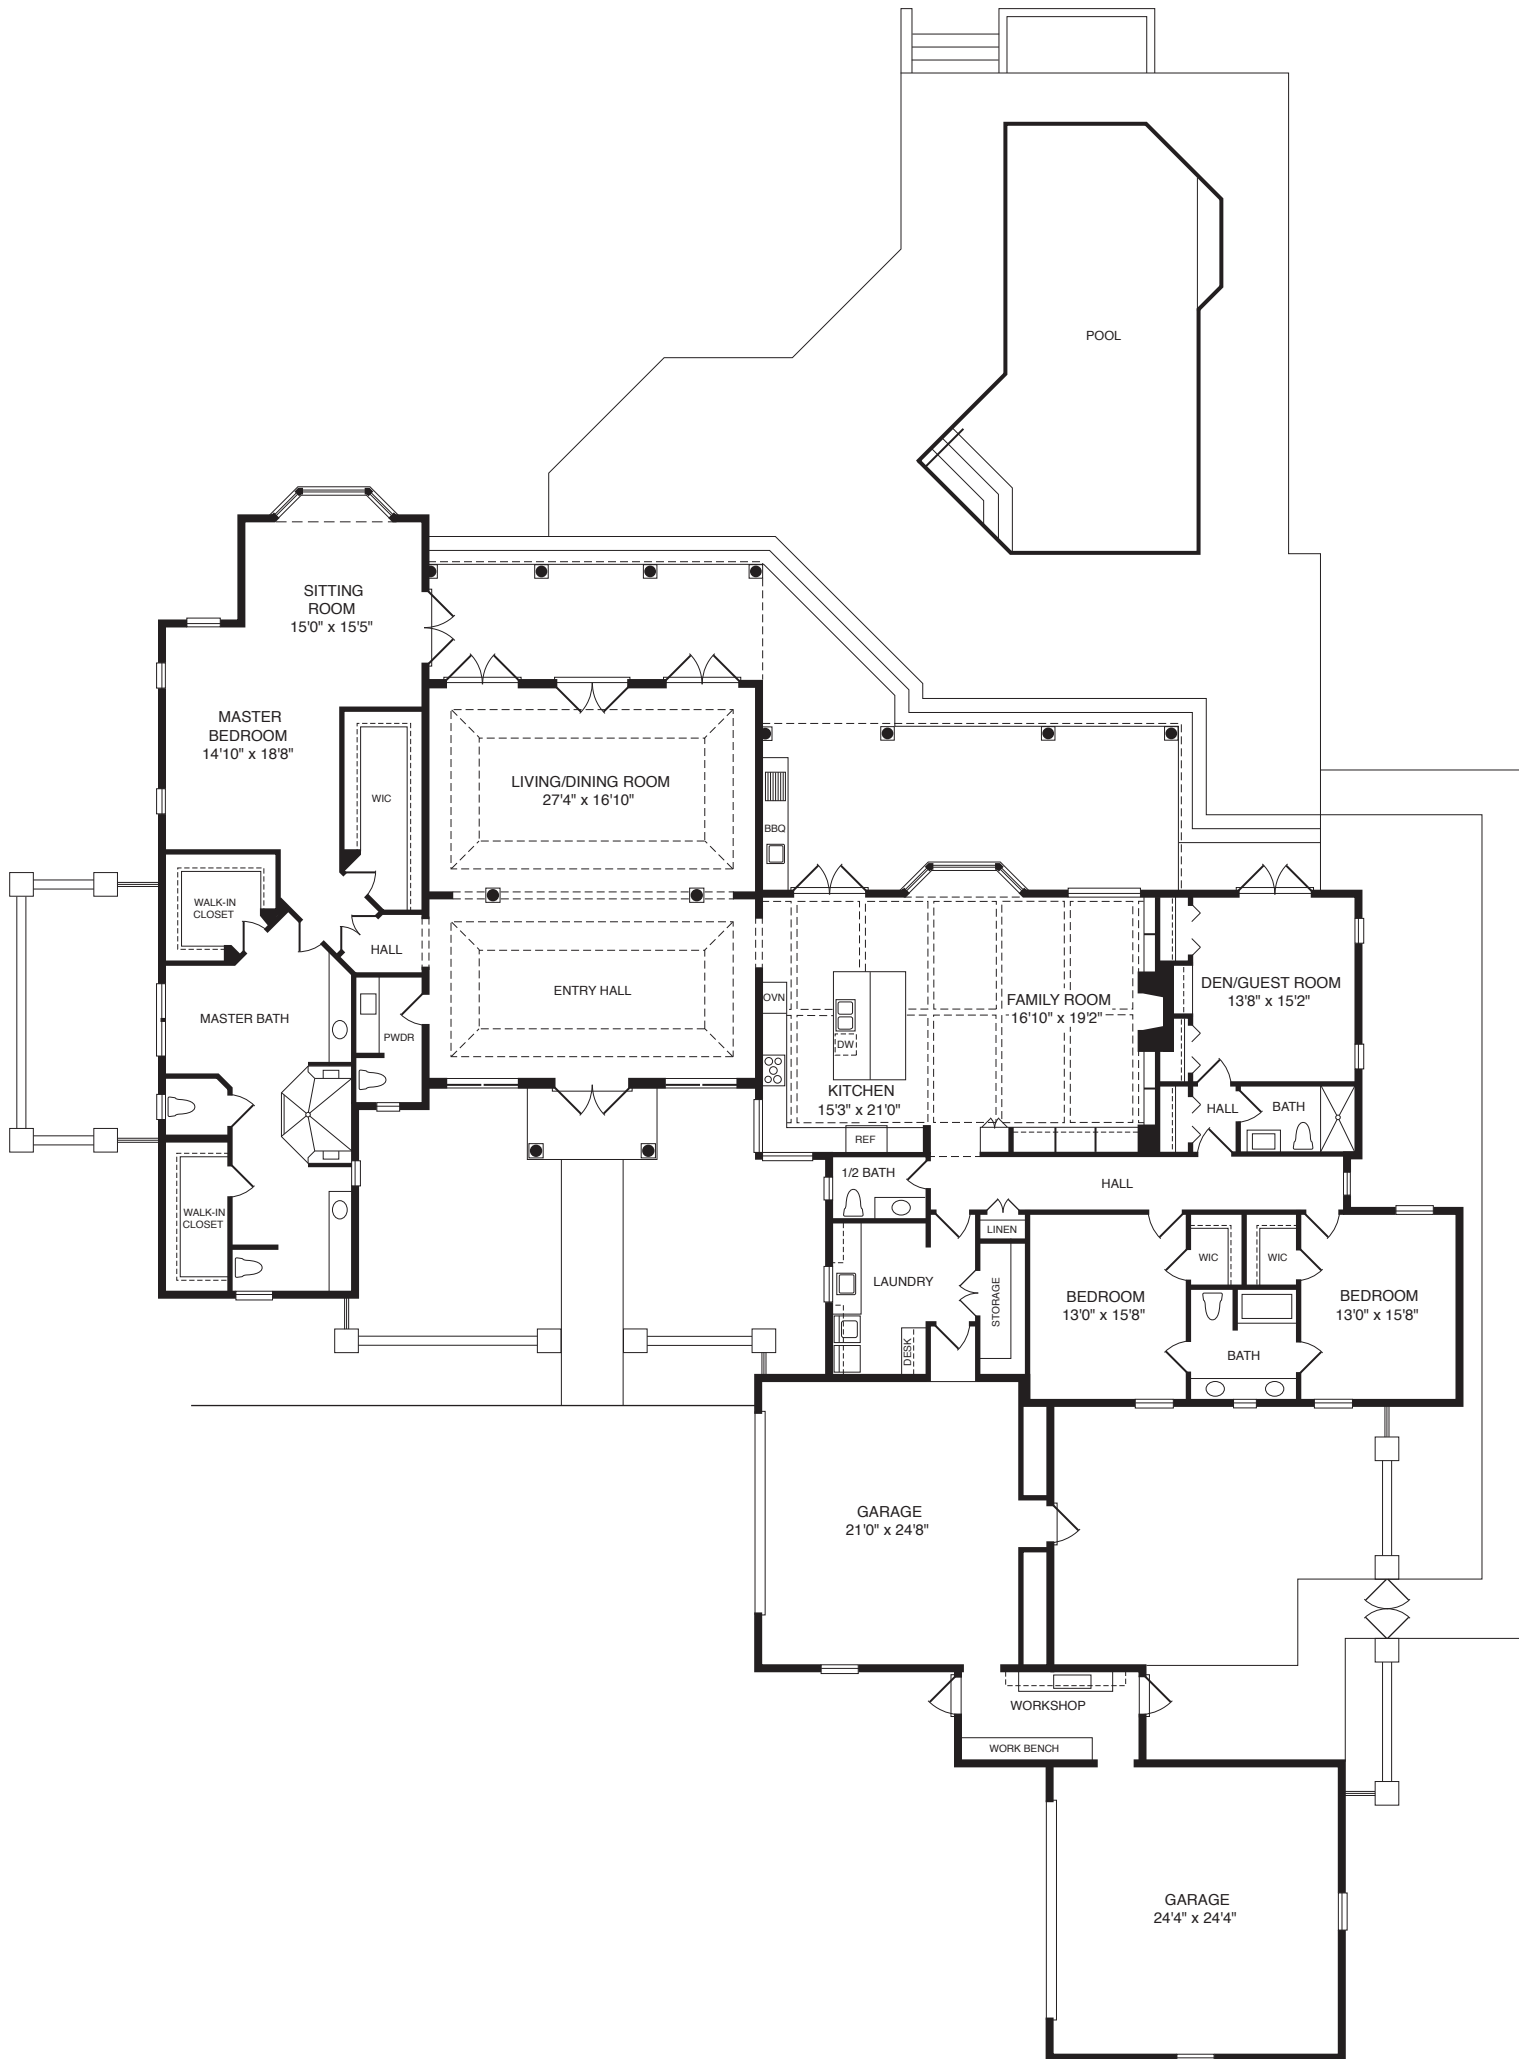 POOL
SITTING
ROOM
15'0" x 15'5"
MASTER
BEDROOM
14'10" x 18'8"
WIC
LIVING/DINING ROOM
27'4" x 16'10"
BBQ
WALK-IN
CLOSET
HALL
ENTRY HALL
MASTER BATH
PWDR
OVN
DW
FAMILY ROOM
16'10" x 19'2"
DEN/GUEST ROOM
13'8" x 15'2"
KITCHEN
15'3" x 21'0"
REF
HALL
BATH
1/2 BATH
HALL
WALK-IN
CLOSET
LINEN
LAUNDRY
STORAGE
DESK
WIC
WIC
BEDROOM
13'0" x 15'8"
BEDROOM
13'0" x 15'8"
BATH
GARAGE
21'0" x 24'8"
WORKSHOP
WORK BENCH
GARAGE
24'4" x 24'4"